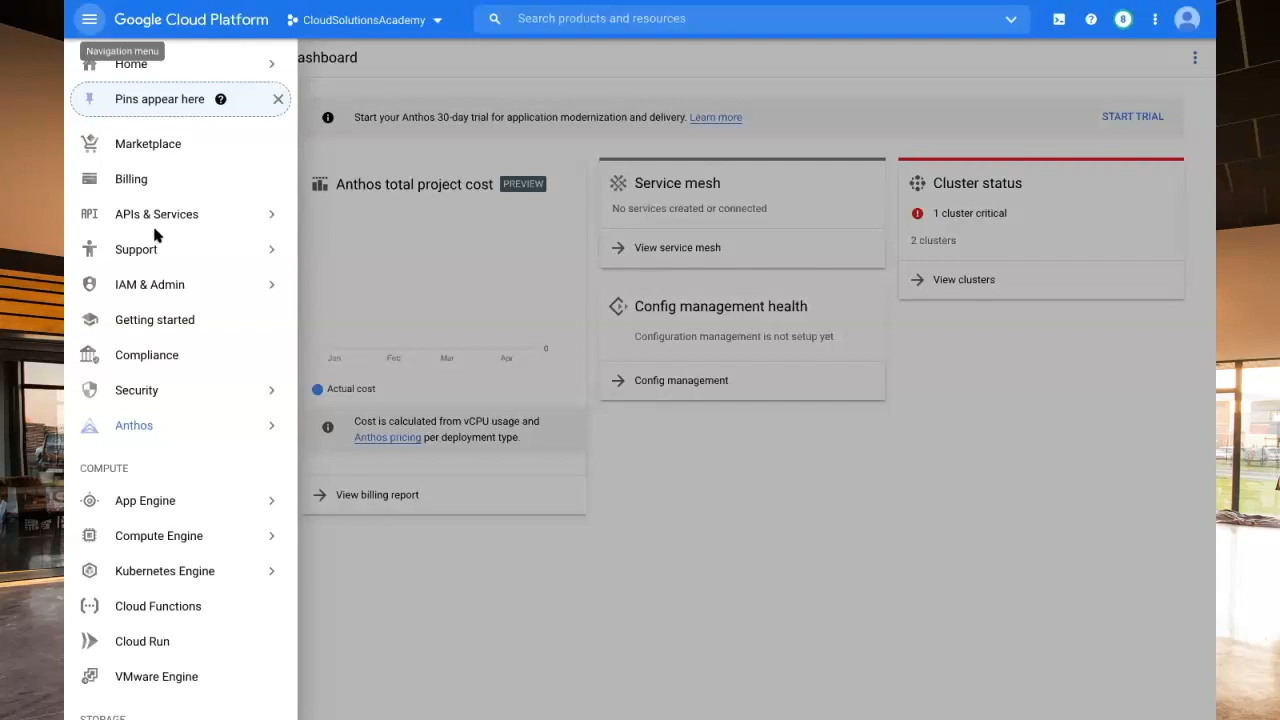 Google Cloud Platform
CloudSolutionsAcademy
Search products and resources
8
Navigation menu
Home
Pins appear here
Marketplace
Billing
API APIs & Services
Support
IAM & Admin
Getting started
Compliance
Security
Anthos
COMPUTE
App Engine
Compute Engine
Kubernetes Engine
Cloud Functions
Cloud Run
VMware Engine
STORAGE
ashboard
Start your Anthos 30-day trial for application modernization and delivery. Learn more
START TRIAL
Anthos total project cost PREVIEW
0
Jan Feb Mar Apr
Actual cost
Cost is calculated from vCPU usage and
Anthos pricing per deployment type.
View billing report
Service mesh
No services created or connected
View service mesh
Config management health
Configuration management is not setup yet
Config management
Cluster status
1 cluster critical
2 clusters
View clusters